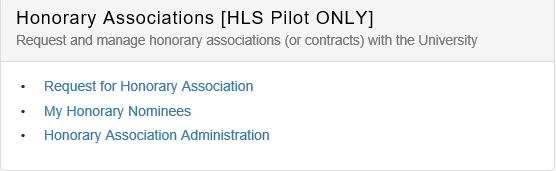 Honorary Associations [HLS Pilot ONLY]
Request and manage honorary associations (or contracts) with the University
• Request for Honorary Association
• My Honorary Nominees
• Honorary Association Administration